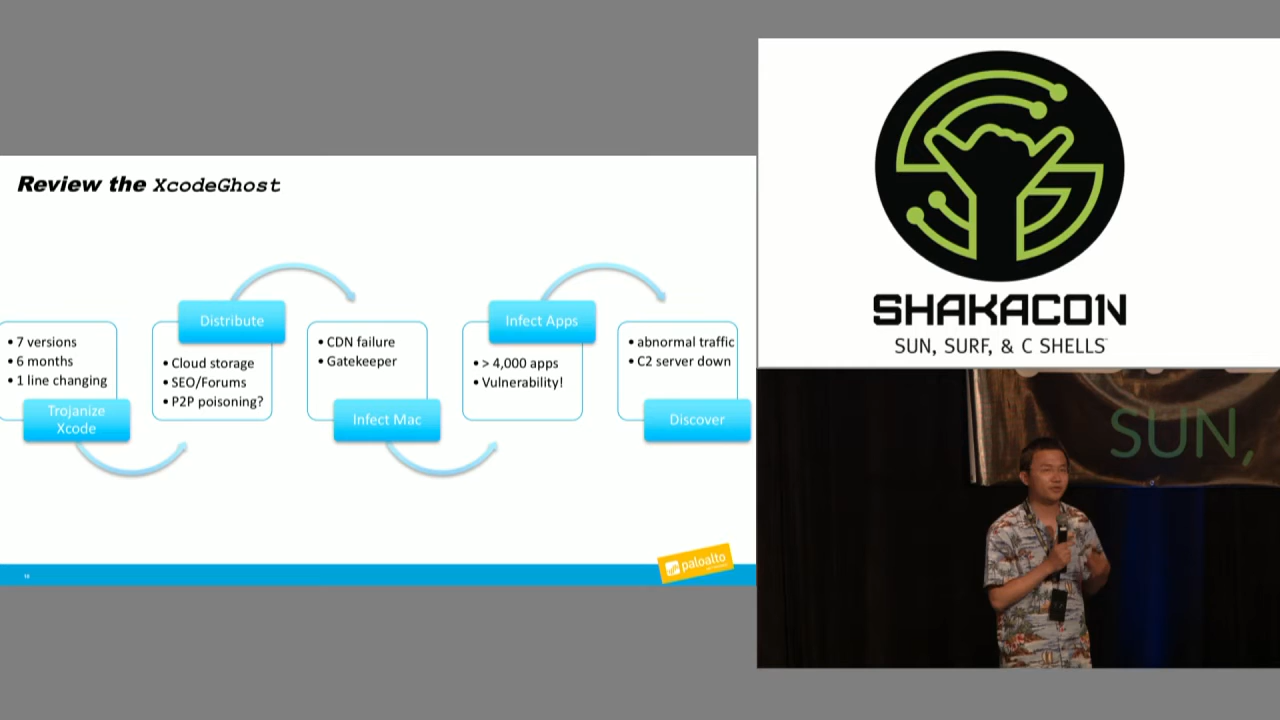 Review the XcodeGhost
• 7 versions
• 6 months
• 1 line changing
Trojanize
Xcode
Distribute
• Cloud storage
• SEO/Forums
• P2P poisoning?
• CDN failure
• Gatekeeper
Infect Mac
Infect Apps
• > 4,000 apps
• Vulnerability!
• abnormal traffic
• C2 server down
Discover
paloalto
SHAKACON
SUN, SURF, & C SHELLS
SUN,